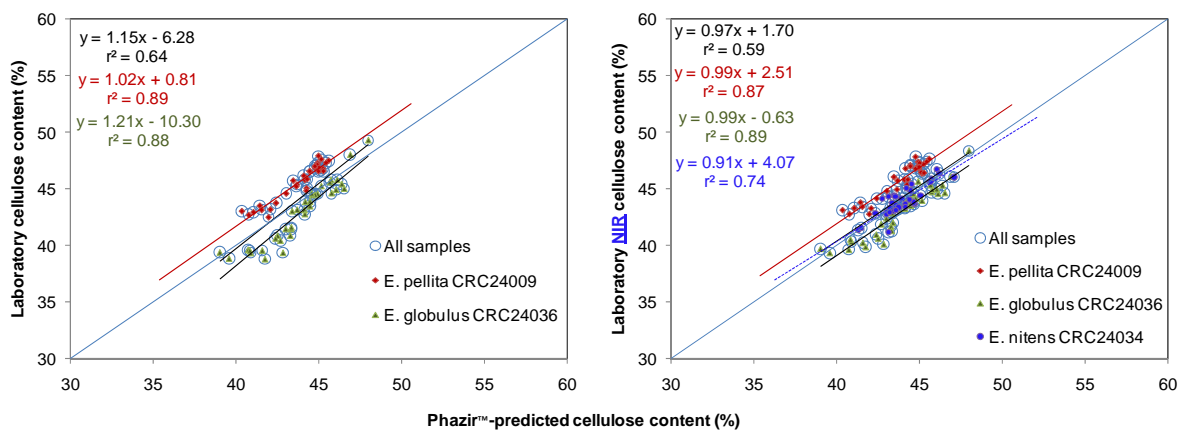 60
55
50
45
40
35
30
30 35 40 45 50 55 60
Laboratory cellulose content (%)
y = 1.15x - 6.28
r² = 0.64
y = 1.02x + 0.81
r² = 0.89
y = 1.21x - 10.30
r² = 0.88
All samples
E. pellita CRC24009
E. globulus CRC24036
60
55
50
45
40
35
30
30 35 40 45 50 55 60
Laboratory NIR cellulose content (%)
y = 0.97x + 1.70
r² = 0.59
y = 0.99x + 2.51
r² = 0.87
y = 0.99x - 0.63
r² = 0.89
y = 0.91x + 4.07
r² = 0.74
All samples
E. pellita CRC24009
E. globulus CRC24036
E. nitens CRC24034
Phazir™-predicted cellulose content (%)